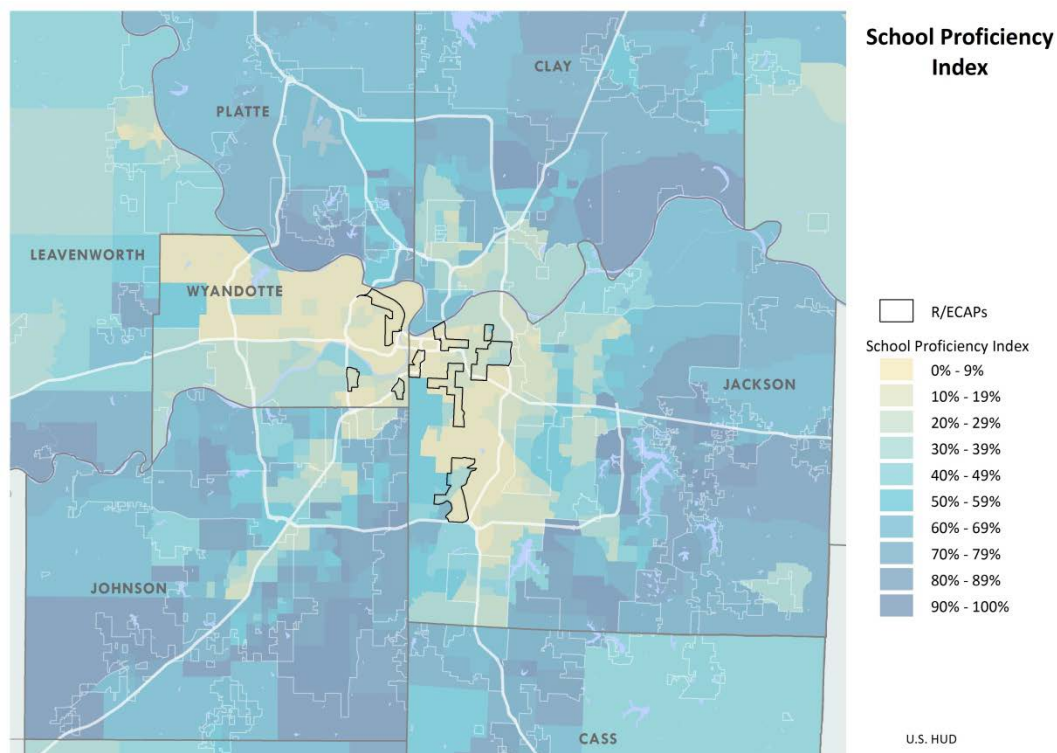 School Proficiency
Index
CLAY
PLATTE
LEAVENWORTH
WYANDOTTE
JACKSON
JOHNSON
CASS
R/ECAPs
School Proficiency Index
0% - 9%
10% - 19%
20% - 29%
30% - 39%
40% - 49%
50% - 59%
60% - 69%
70% - 79%
80% - 89%
90% - 100%
U.S. HUD